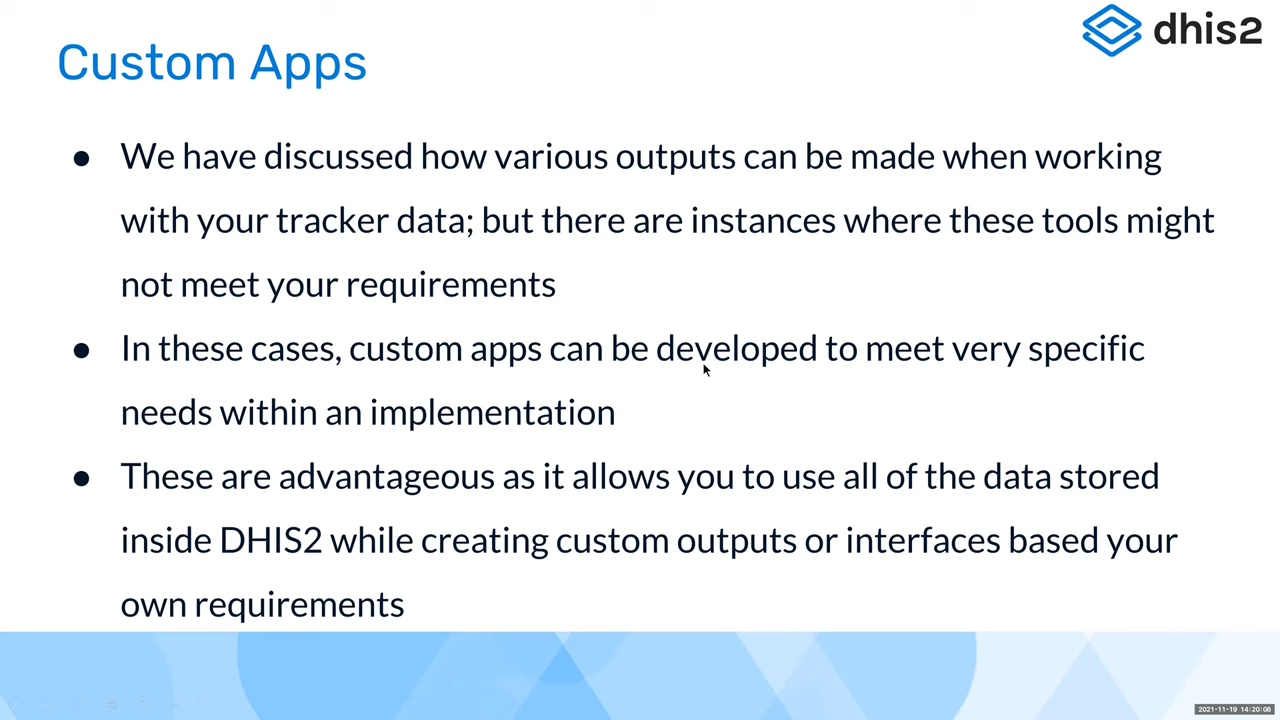 dhis2
Custom Apps
● We have discussed how various outputs can be made when working
with your tracker data; but there are instances where these tools might
not meet your requirements
● In these cases, custom apps can be developed to meet very specific
needs within an implementation
● These are advantageous as it allows you to use all of the data stored
inside DHIS2 while creating custom outputs or interfaces based your
own requirements
2021-11-19 14:20:08